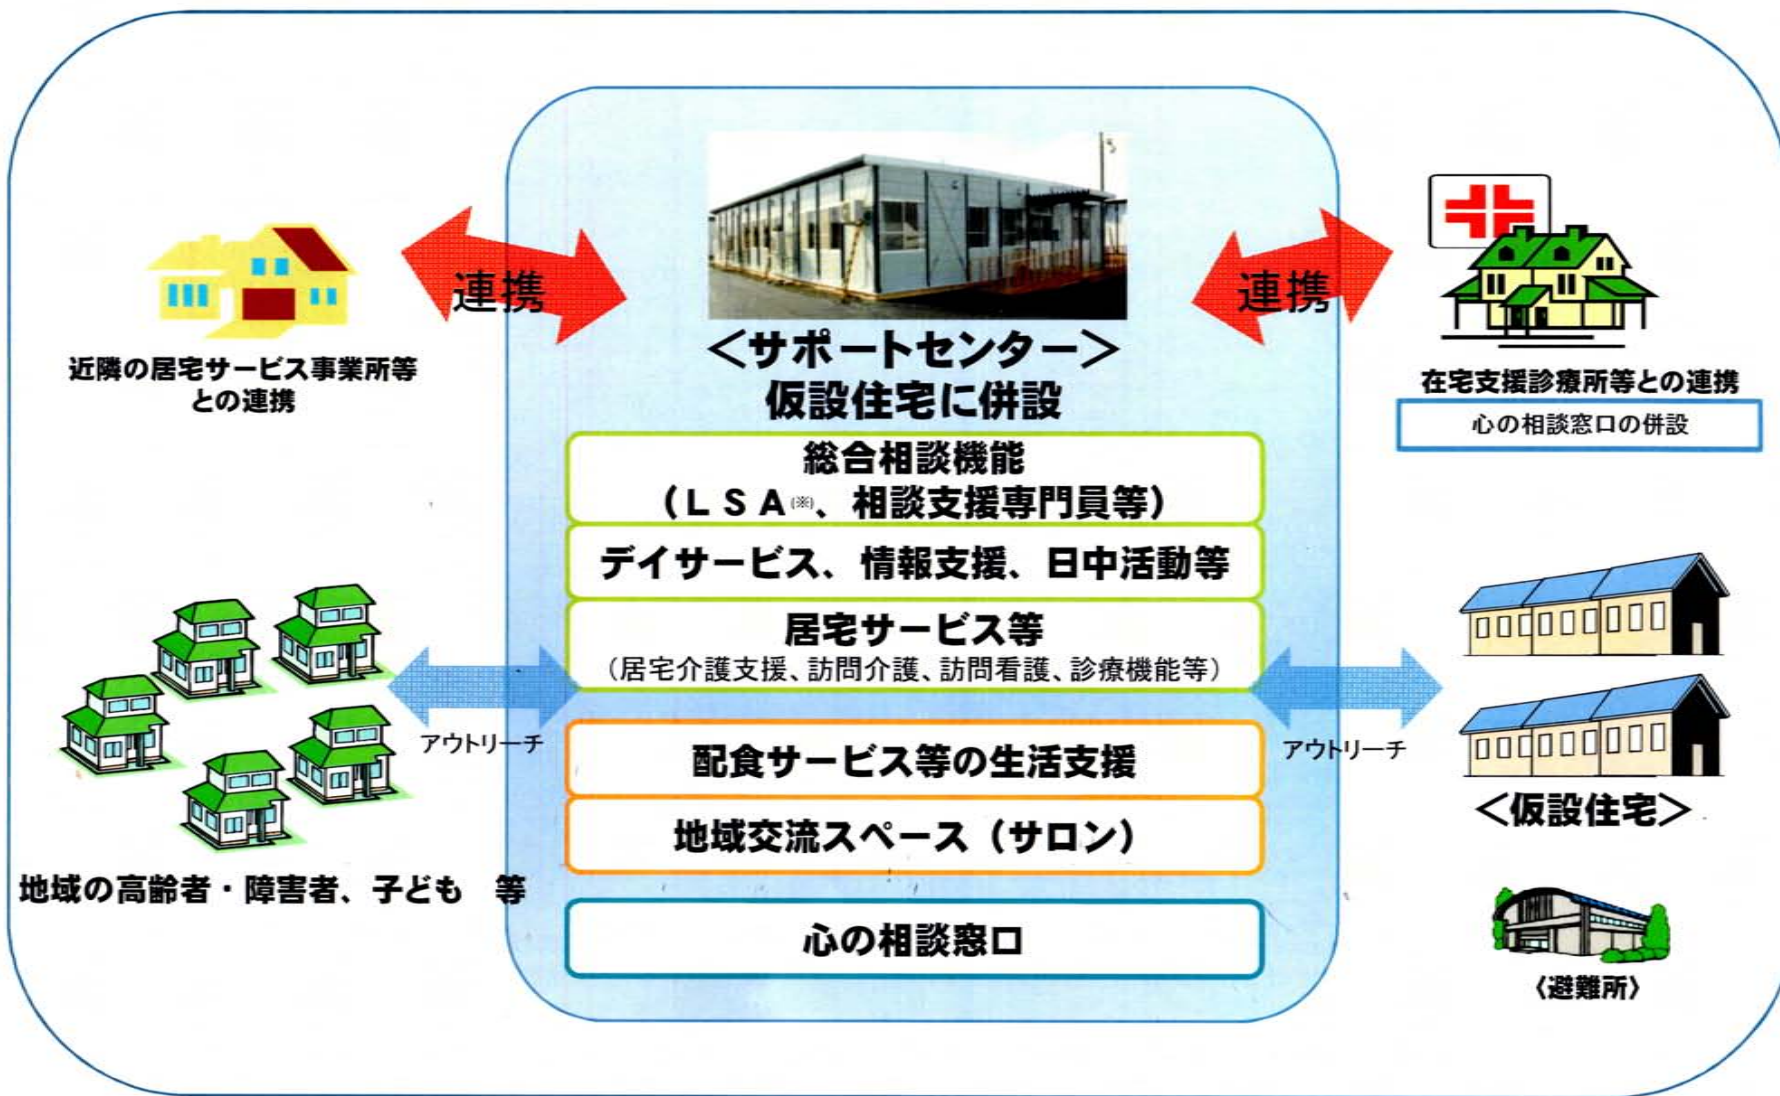 連携
連携
<サポートセンター>
仮設住宅に併設
近隣の居宅サービス事業所等
との連携
在宅支援診療所等との連携
心の相談窓口の併設
総合相談機能
(LSA(※)、相談支援専門員等)
デイサービス、情報支援、日中活動等
居宅サービス等
(居宅介護支援、訪問介護、訪問看護、診療機能等)
アウトリーチ
アウトリーチ
配食サービス等の生活支援
地域交流スペース(サロン)
<仮設住宅>
地域の高齢者・障害者、子ども 等
心の相談窓口
〈避難所〉